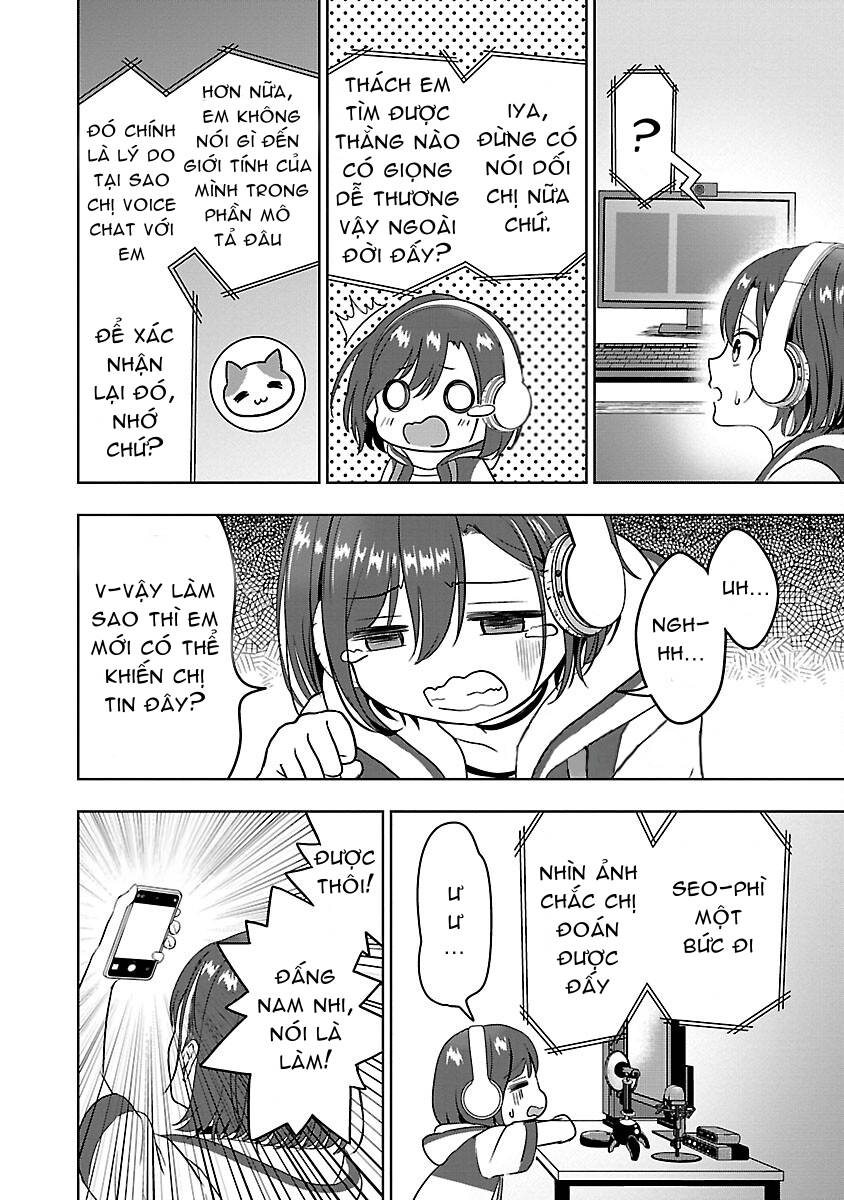 ?
IYA,
ĐỪNG CÓ
NÓI DỐI
CHỊ NỮA
CHỨ.
THÁCH EM
TÌM ĐƯỢC
THẰNG NÀO
CÓ GIỌNG
DỄ THƯƠNG
VẬY NGOÀI
ĐỜI ĐẤY?
HƠN NỮA,
EM KHÔNG
NÓI GÌ ĐẾN
GIỚI TÍNH CỦA
MÌNH TRONG
PHẦN MÔ
TẢ ĐÂU
ĐÓ CHÍNH
LÀ LÝ DO
TẠI SAO
CHỊ VOICE
CHAT VỚI
EM
ĐỂ XÁC
NHẬN
LẠI ĐÓ,
NHỚ
CHỨ?
UH...
NGH-
HH...
V-VẬY LÀM
SAO THÌ EM
MỚI CÓ THỂ
KHIẾN CHỊ
TIN ĐÂY?
SEO-PHÌ
MỘT
BỨC ĐI
NHÌN ẢNH
CHẮC CHỊ
ĐOÁN
ĐƯỢC
ĐẤY
Ư
Ư
...
ĐƯỢC
THÔI!
ĐẤNG
NAM NHI,
NÓI LÀ
LÀM!